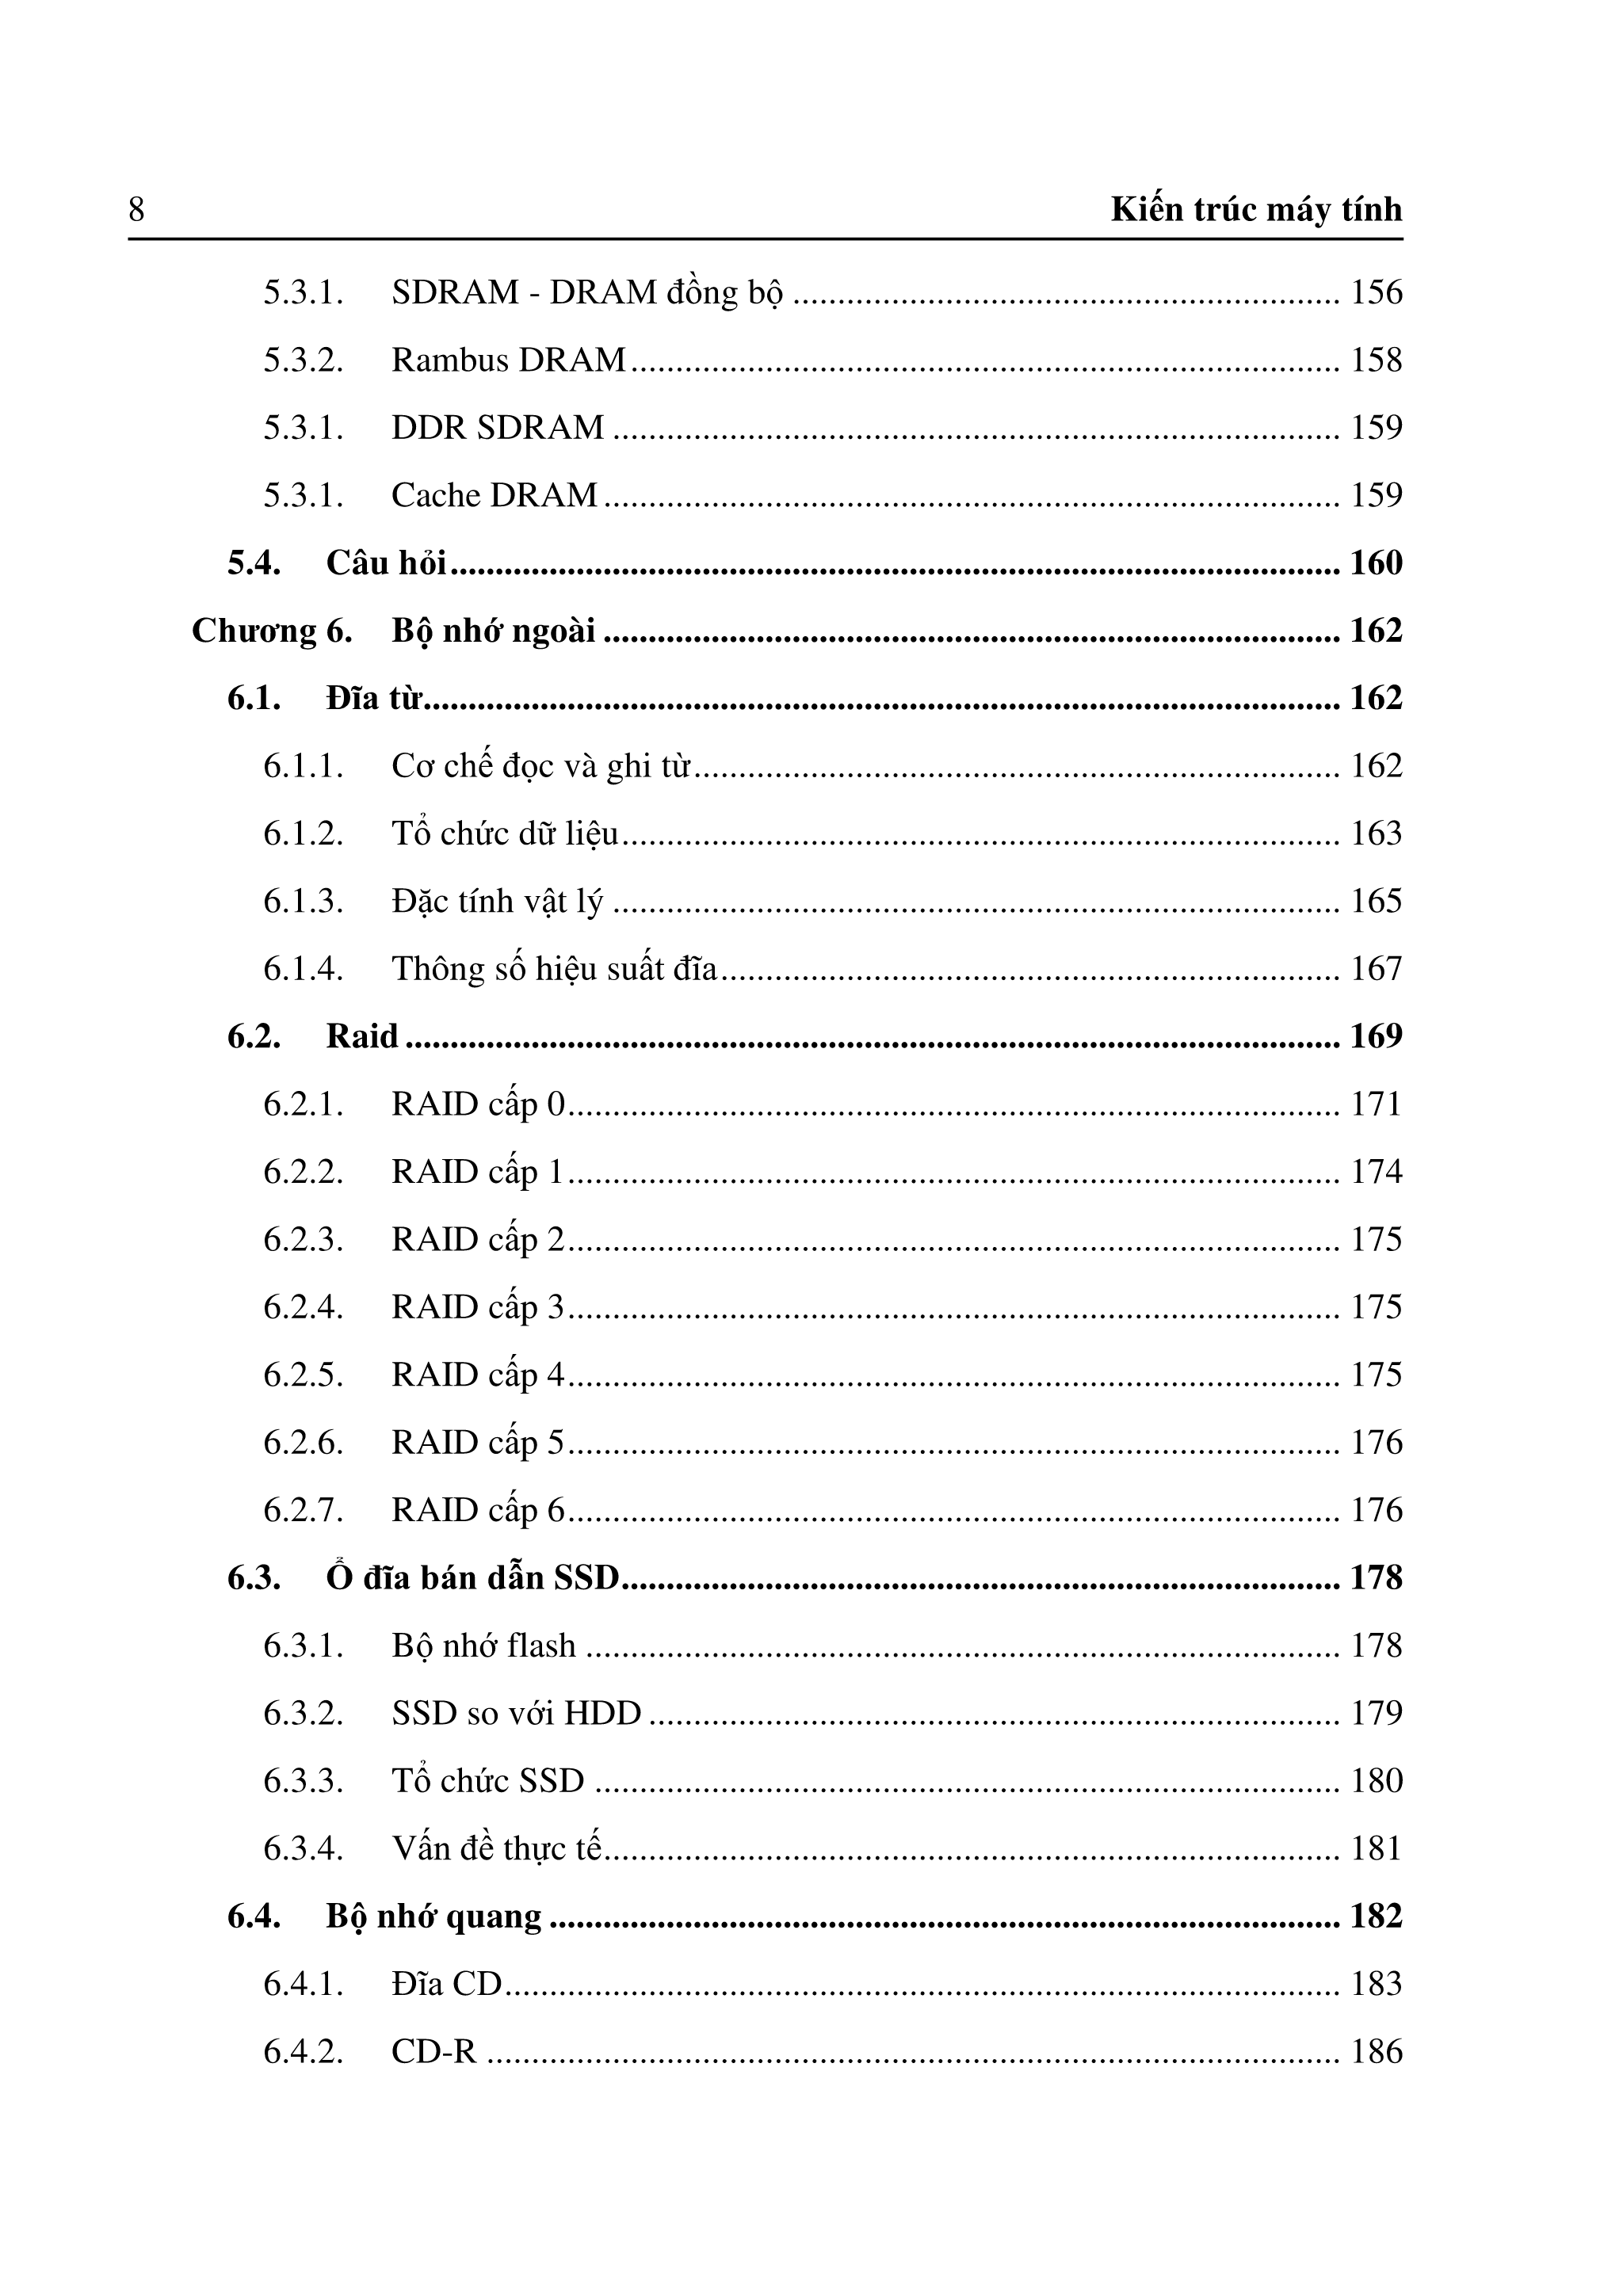 8 Kiến trúc máy tính
5.3.1. SDRAM - DRAM đồng bộ ............................................................. 156
5.3.2. Rambus DRAM ............................................................................... 158
5.3.1. DDR SDRAM ................................................................................. 159
5.3.1. Cache DRAM .................................................................................. 159
5.4. Câu hỏi ................................................................................................... 160
Chương 6. Bộ nhớ ngoài .................................................................................. 162
6.1. Đĩa từ ...................................................................................................... 162
6.1.1. Cơ chế đọc và ghi từ ........................................................................ 162
6.1.2. Tổ chức dữ liệu ................................................................................ 163
6.1.3. Đặc tính vật lý ................................................................................. 165
6.1.4. Thông số hiệu suất đĩa ..................................................................... 167
6.2. Raid ........................................................................................................ 169
6.2.1. RAID cấp 0 ...................................................................................... 171
6.2.2. RAID cấp 1 ...................................................................................... 174
6.2.3. RAID cấp 2 ...................................................................................... 175
6.2.4. RAID cấp 3 ...................................................................................... 175
6.2.5. RAID cấp 4 ...................................................................................... 175
6.2.6. RAID cấp 5 ...................................................................................... 176
6.2.7. RAID cấp 6 ...................................................................................... 176
6.3. Ổ đĩa bán dẫn SSD ................................................................................ 178
6.3.1. Bộ nhớ flash .................................................................................... 178
6.3.2. SSD so với HDD ............................................................................. 179
6.3.3. Tổ chức SSD ................................................................................... 180
6.3.4. Vấn đề thực tế .................................................................................. 181
6.4. Bộ nhớ quang ........................................................................................ 182
6.4.1. Đĩa CD ............................................................................................. 183
6.4.2. CD-R ............................................................................................... 186